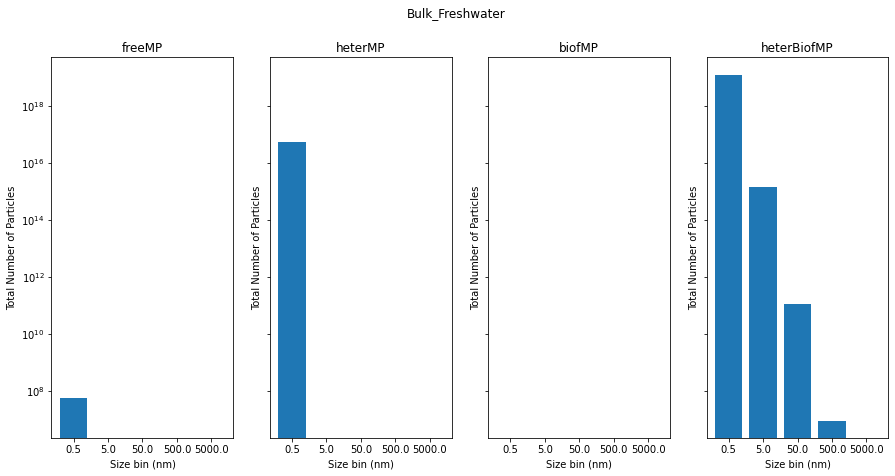 Bulk_Freshwater
freeMP
heterMP
biofMP
heterBiofMP
Total Number of Particles
10^18
10^16
10^14
10^12
10^10
10^8
0.5 5.0 50.0 500.0 5000.0
Size bin (nm)
Total Number of Particles
0.5 5.0 50.0 500.0 5000.0
Size bin (nm)
Total Number of Particles
0.5 5.0 50.0 500.0 5000.0
Size bin (nm)
Total Number of Particles
0.5 5.0 50.0 500.0 5000.0
Size bin (nm)